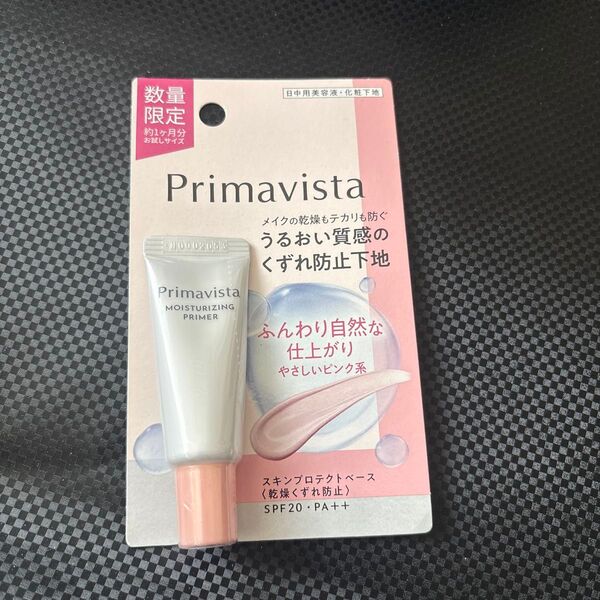 数量
限定
約1ヶ月分
お試しサイズ
日中用美容液・化粧下地
Primavista
メイクの乾燥もテカリも防ぐ
うるおい質感の
くずれ防止下地
Primavista
MOISTURIZING
PRIMER
ふんわり自然な
仕上がり
やさしいピンク系
スキンプロテクトベース
〈乾燥くずれ防止〉
SPF20・PA++